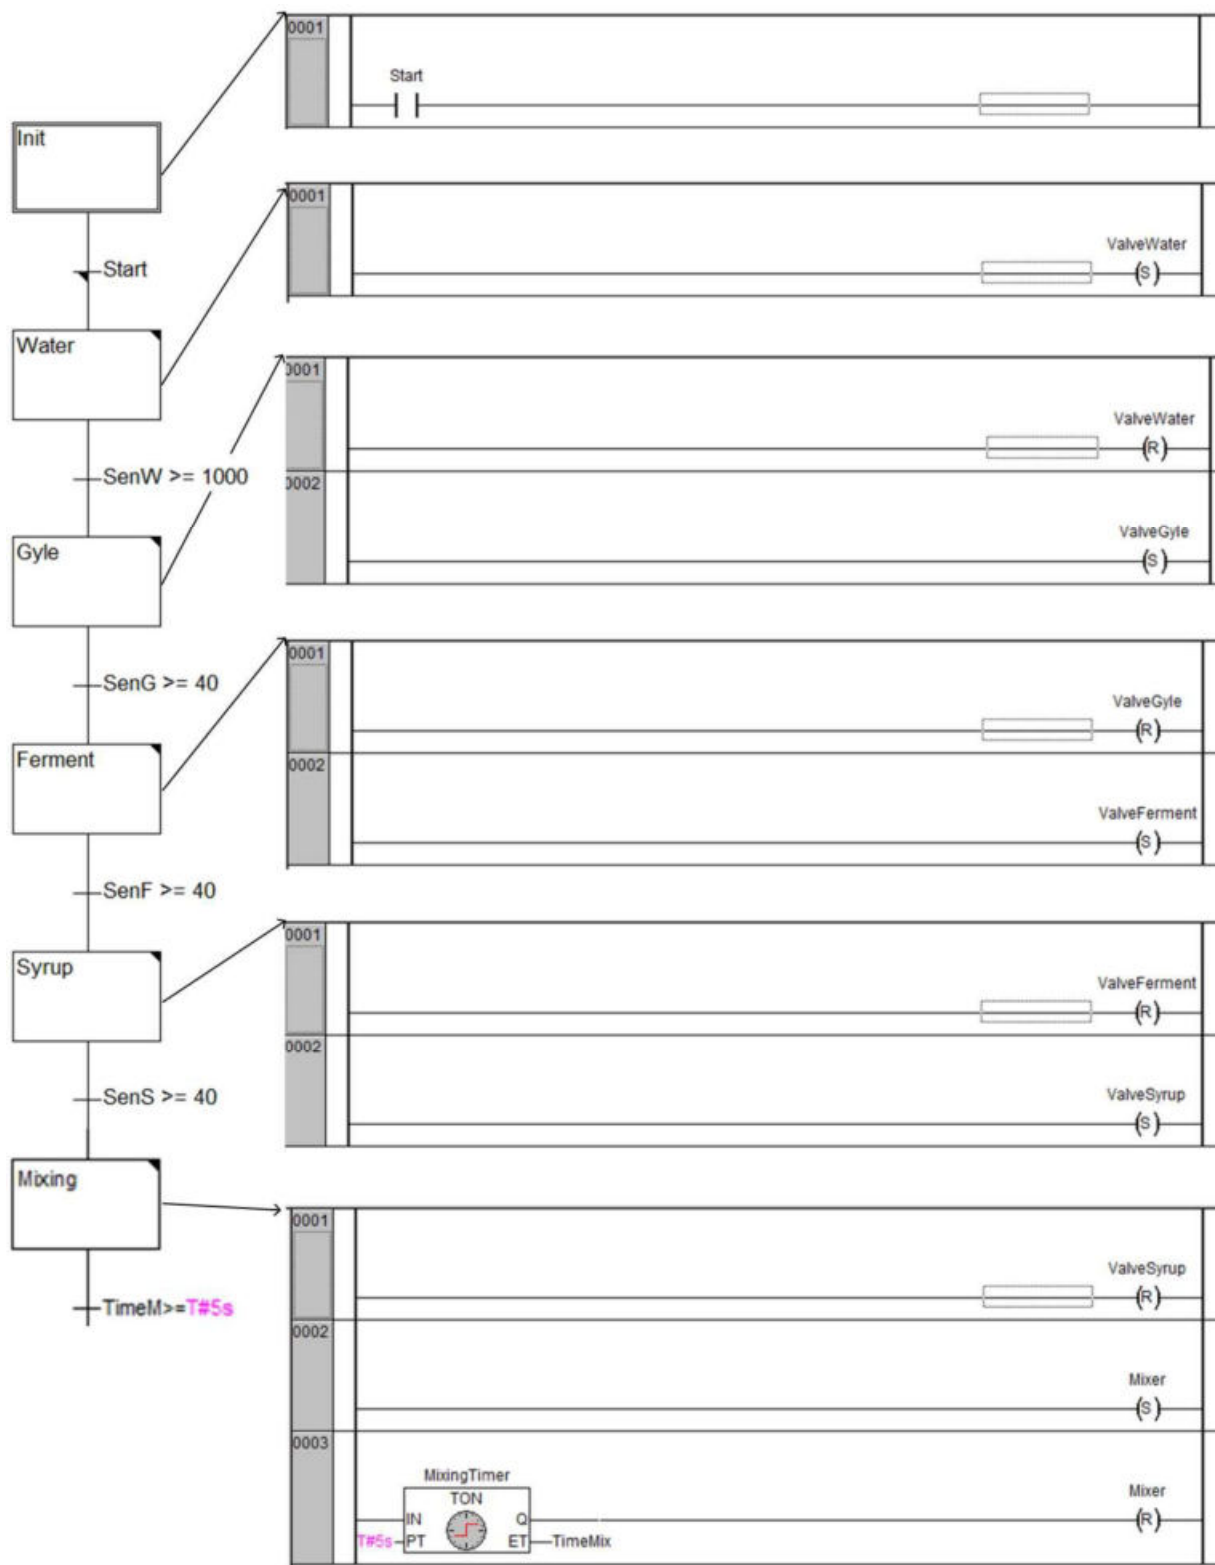 0001
Start
Init
Start
0001
ValveWater
(S)
Water
SenW >= 1000
0001
ValveWater
(R)
0002
ValveGyle
(S)
Gyle
SenG >= 40
0001
ValveGyle
(R)
0002
ValveFerment
(S)
Ferment
SenF >= 40
0001
ValveFerment
(R)
0002
ValveSyrup
(S)
Syrup
SenS >= 40
Mixing
TimeM>=T#5s
0001
ValveSyrup
(R)
0002
Mixer
(S)
0003
MixingTimer
TON
IN Q
T#5s PT ET TimeMix
Mixer
(R)